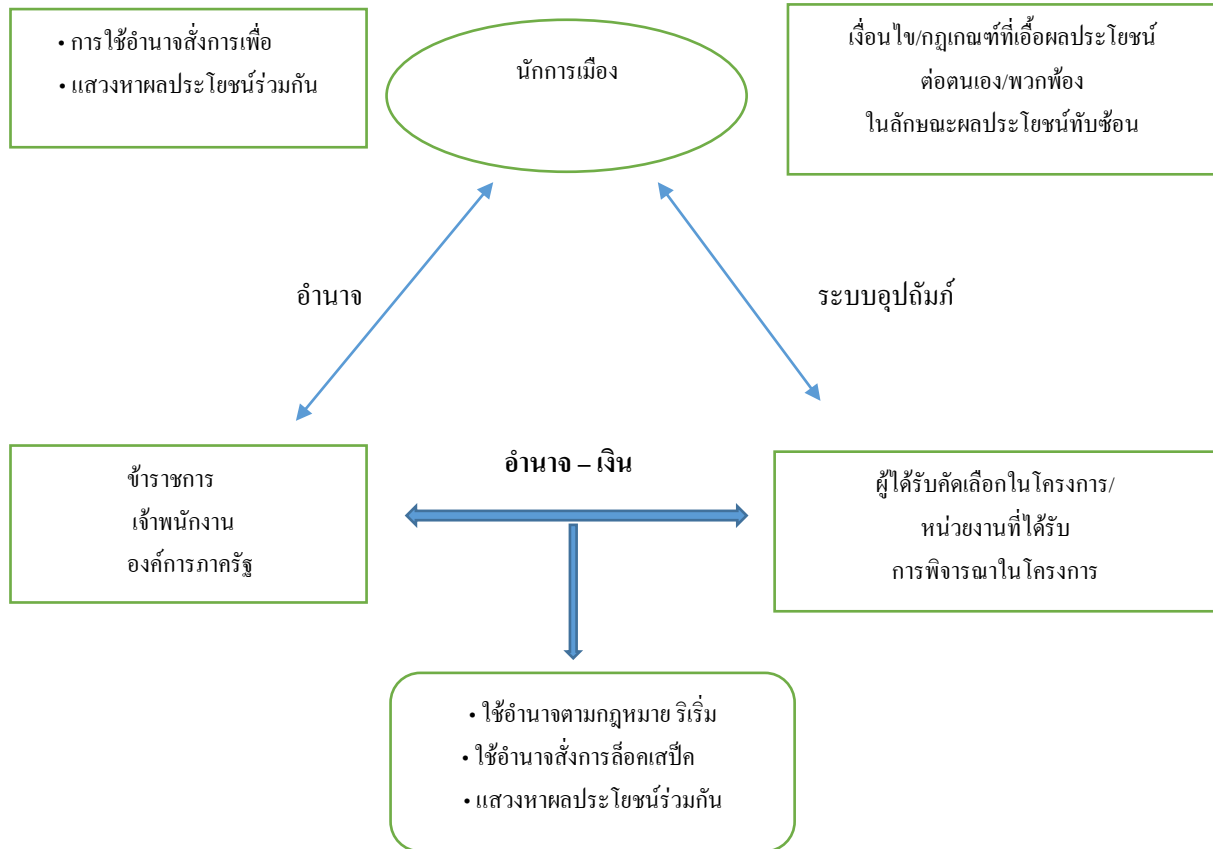 • การใช้อำนาจสั่งการเพื่อ
• แสวงหาผลประโยชน์ร่วมกัน
นักการเมือง
เงื่อนไข/กฏเกณฑ์ที่เอื้อผลประโยชน์
ต่อตนเอง/พวกพ้อง
ในลักษณะผลประโยชน์ทับซ้อน
อำนาจ
ระบบอุปถัมภ์
ข้าราชการ
เจ้าพนักงาน
องค์การภาครัฐ
อำนาจ – เงิน
ผู้ได้รับคัดเลือกในโครงการ/
หน่วยงานที่ได้รับ
การพิจารณาในโครงการ
• ใช้อำนาจตามกฎหมาย ริเริ่ม
• ใช้อำนาจสั่งการล็อคเสป็ค
• แสวงหาผลประโยชน์ร่วมกัน